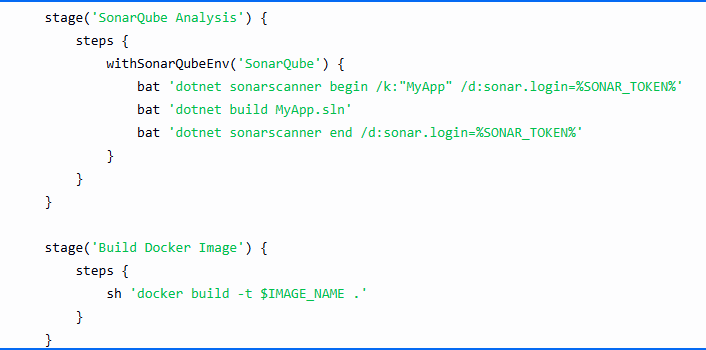 stage('SonarQube Analysis') {
    steps {
        withSonarQubeEnv('SonarQube') {
            bat 'dotnet sonarscanner begin /k:"MyApp" /d:sonar.login=%SONAR_TOKEN%'
            bat 'dotnet build MyApp.sln'
            bat 'dotnet sonarscanner end /d:sonar.login=%SONAR_TOKEN%'
        }
    }
}

stage('Build Docker Image') {
    steps {
        sh 'docker build -t $IMAGE_NAME .'
    }
}